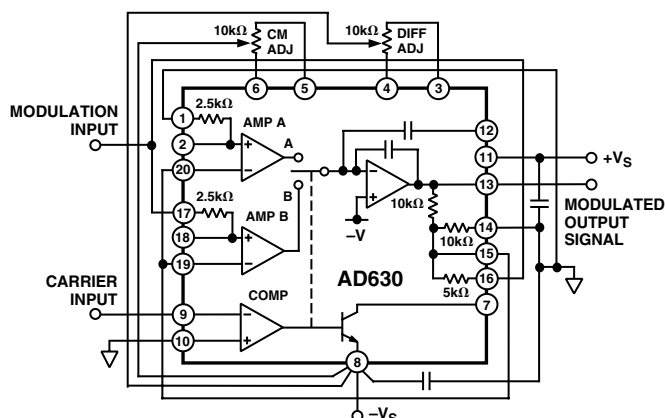 10kΩ
CM
ADJ
10kΩ
DIFF
ADJ
6
5
4
3
MODULATION
INPUT
1
2.5kΩ
AMP A
2
A
20
12
11
+VS
13
17
2.5kΩ
B
10kΩ
MODULATED
OUTPUT
SIGNAL
18
AMP B
–V
10kΩ
14
19
15
CARRIER
INPUT
AD630
5kΩ
16
COMP
7
9
10
8
–VS